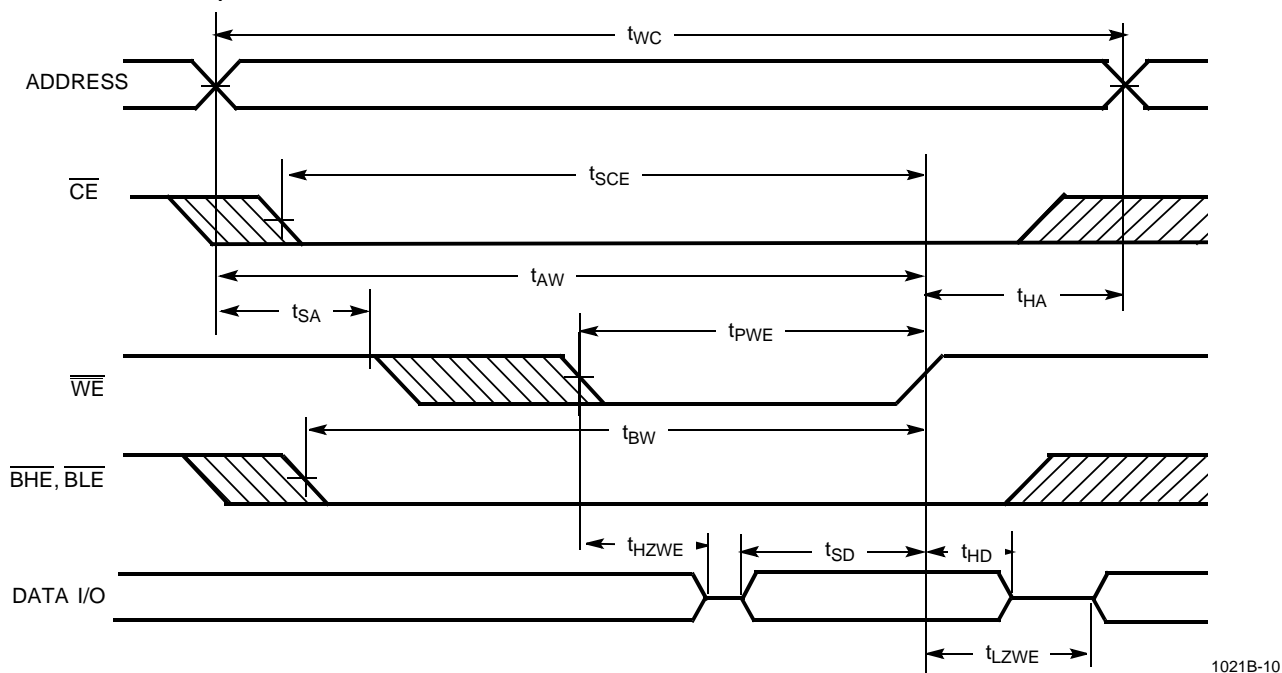 tWC
ADDRESS
tSCE
CE
tAW
tSA
tHA
tPWE
WE
tBW
BHE, BLE
tHZWE
tSD
tHD
DATA I/O
tLZWE
1021B-10